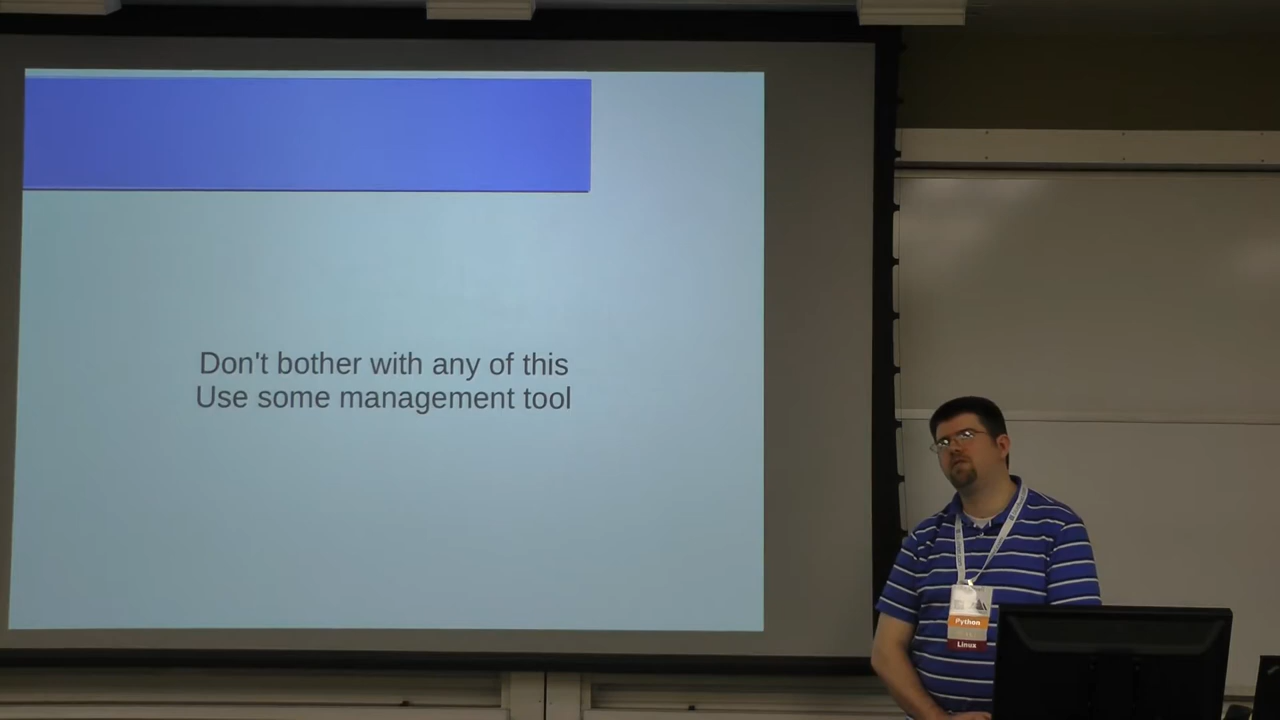 Don't bother with any of this
Use some management tool
Python
Linux